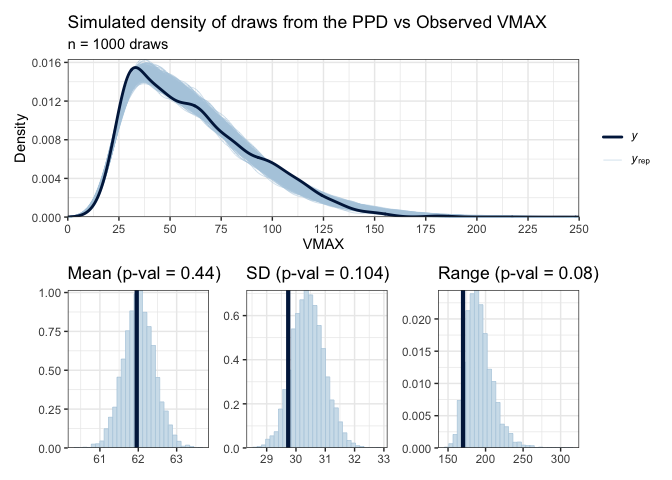 Simulated density of draws from the PPD vs Observed VMAX
n = 1000 draws
Density
0.016
0.012
0.008
0.004
0.000
0 25 50 75 100 125 150 175 200 225 250
VMAX
y
y rep
Mean (p-val = 0.44)
1.00
0.75
0.50
0.25
0.00
61 62 63
SD (p-val = 0.104)
0.6
0.4
0.2
0.0
29 30 31 32 33
Range (p-val = 0.08)
0.020
0.015
0.010
0.005
0.000
150 200 250 300